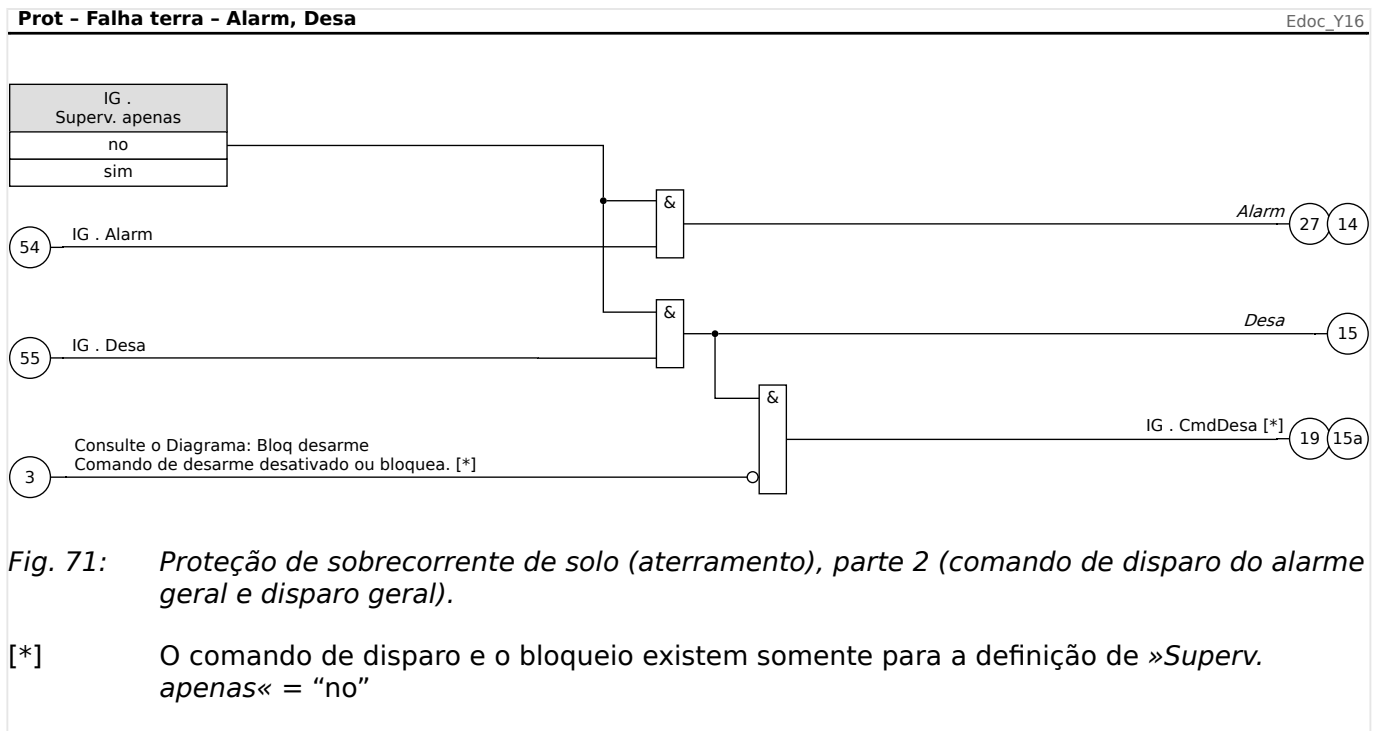 Prot – Falha terra – Alarm, Desa
Edoc_Y16
IG .
Superv. apenas
no
sim
&
Alarm
27 14
54
IG . Alarm
&
Desa
15
55
IG . Desa
&
IG . CmdDesa [*]
19 15a
Consulte o Diagrama: Bloq desarme
Comando de desarme desativado ou bloquea. [*]
3
Fig. 71: Proteção de sobrecorrente de solo (aterramento), parte 2 (comando de disparo do alarme
geral e disparo geral).
[*] O comando de disparo e o bloqueio existem somente para a definição de »Superv.
apenas« = “no”